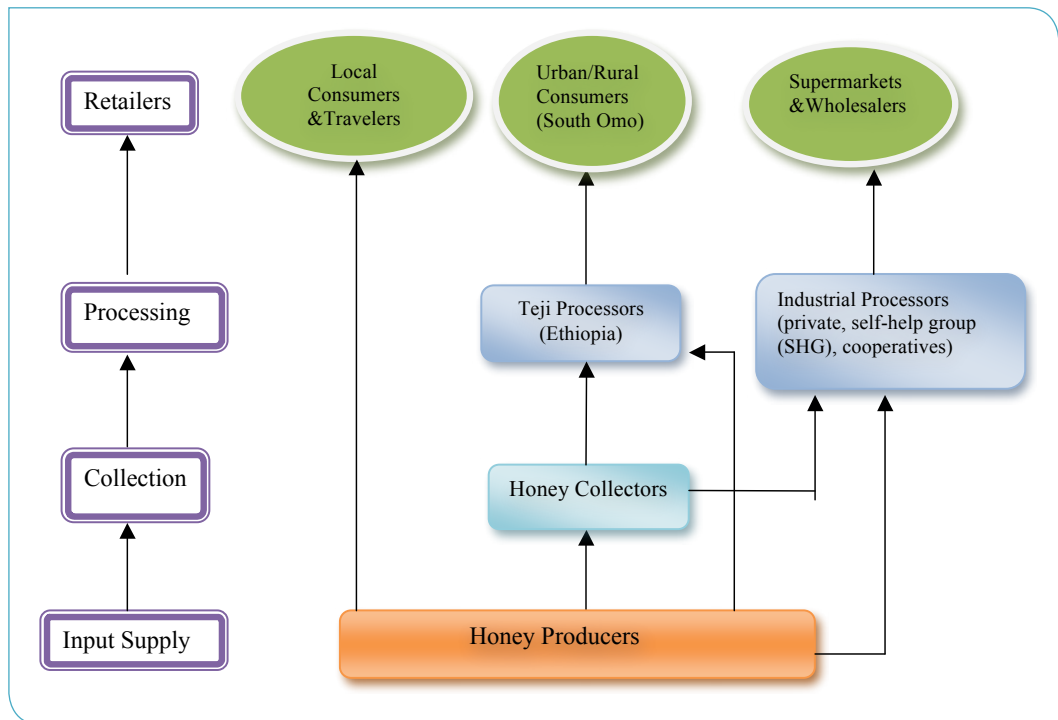 Retailers
Local
Consumers
&Travelers
Urban/Rural
Consumers
(South Omo)
Supermarkets
&Wholesalers
Processing
Teji Processors
(Ethiopia)
Industrial Processors
(private, self-help group
(SHG), cooperatives)
Collection
Honey Collectors
Input Supply
Honey Producers